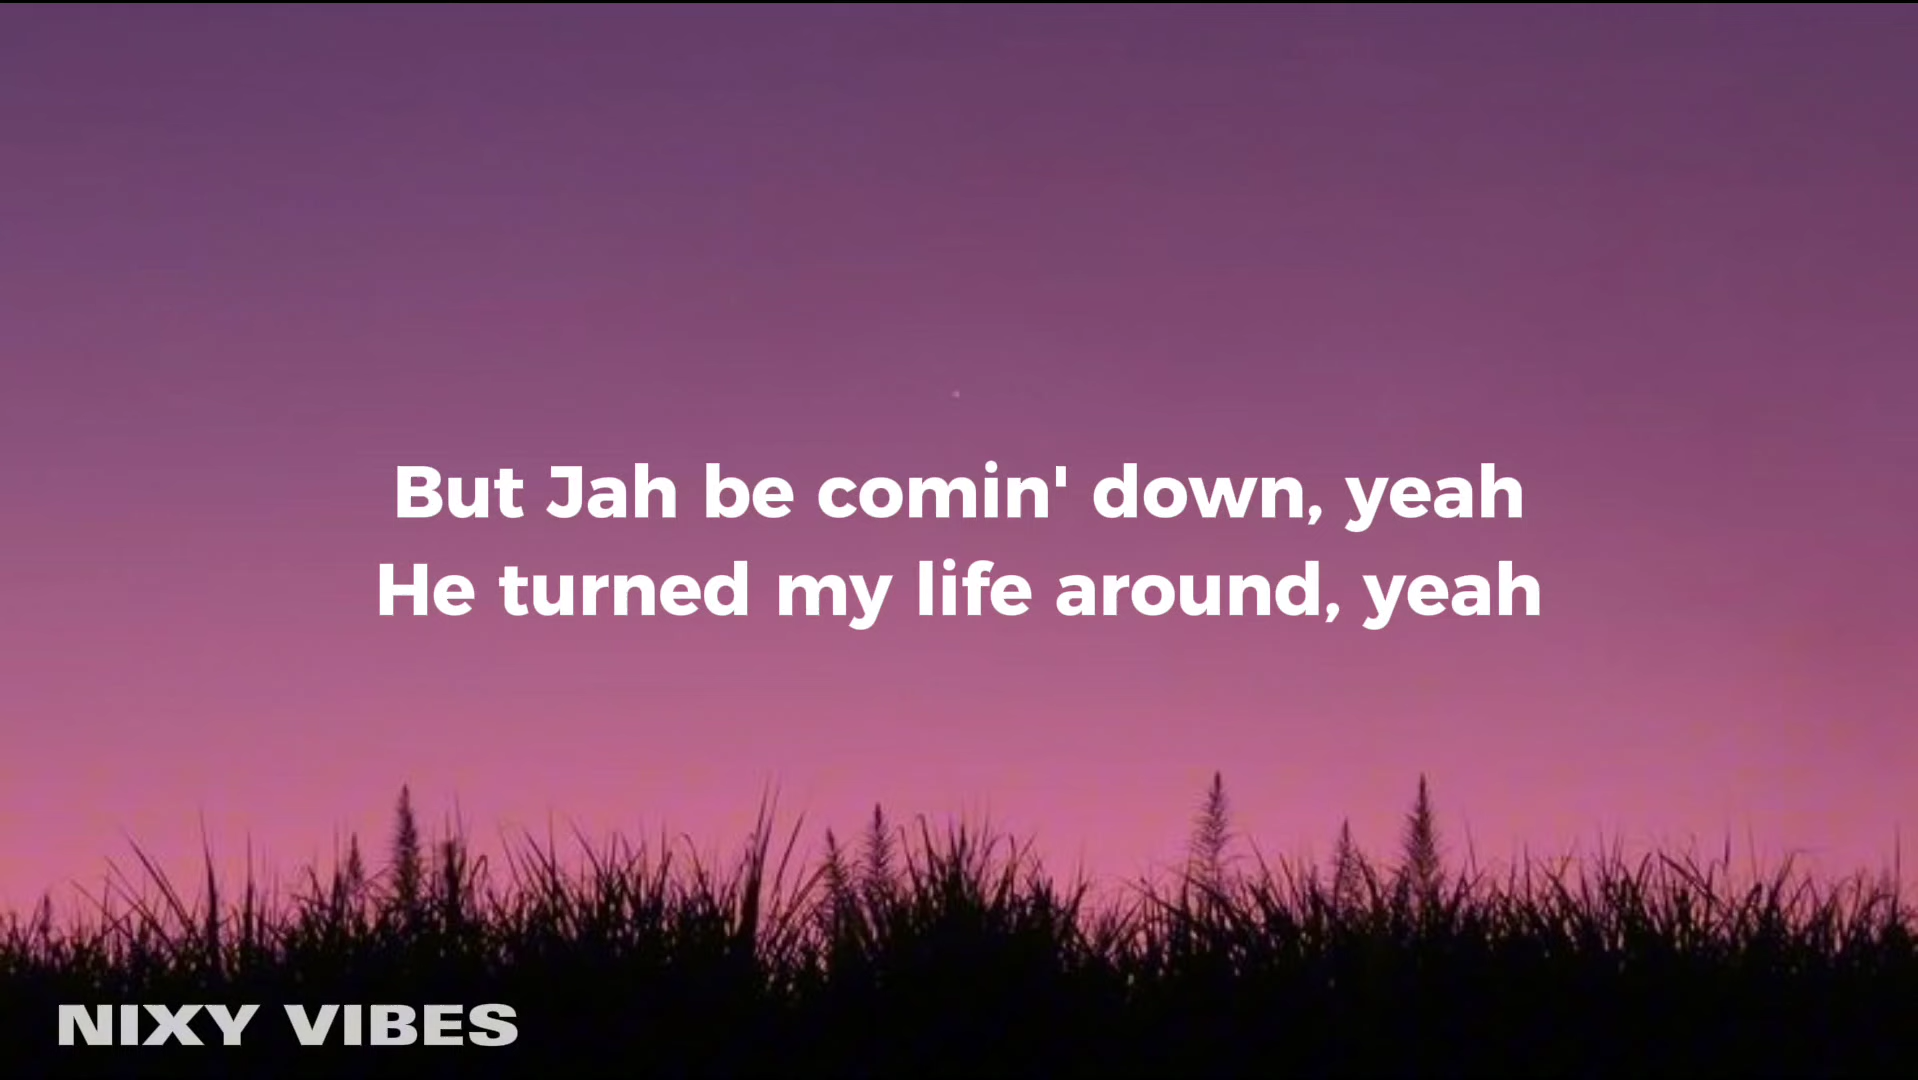 But Jah be comin' down, yeah
He turned my life around, yeah
NIXY VIBES